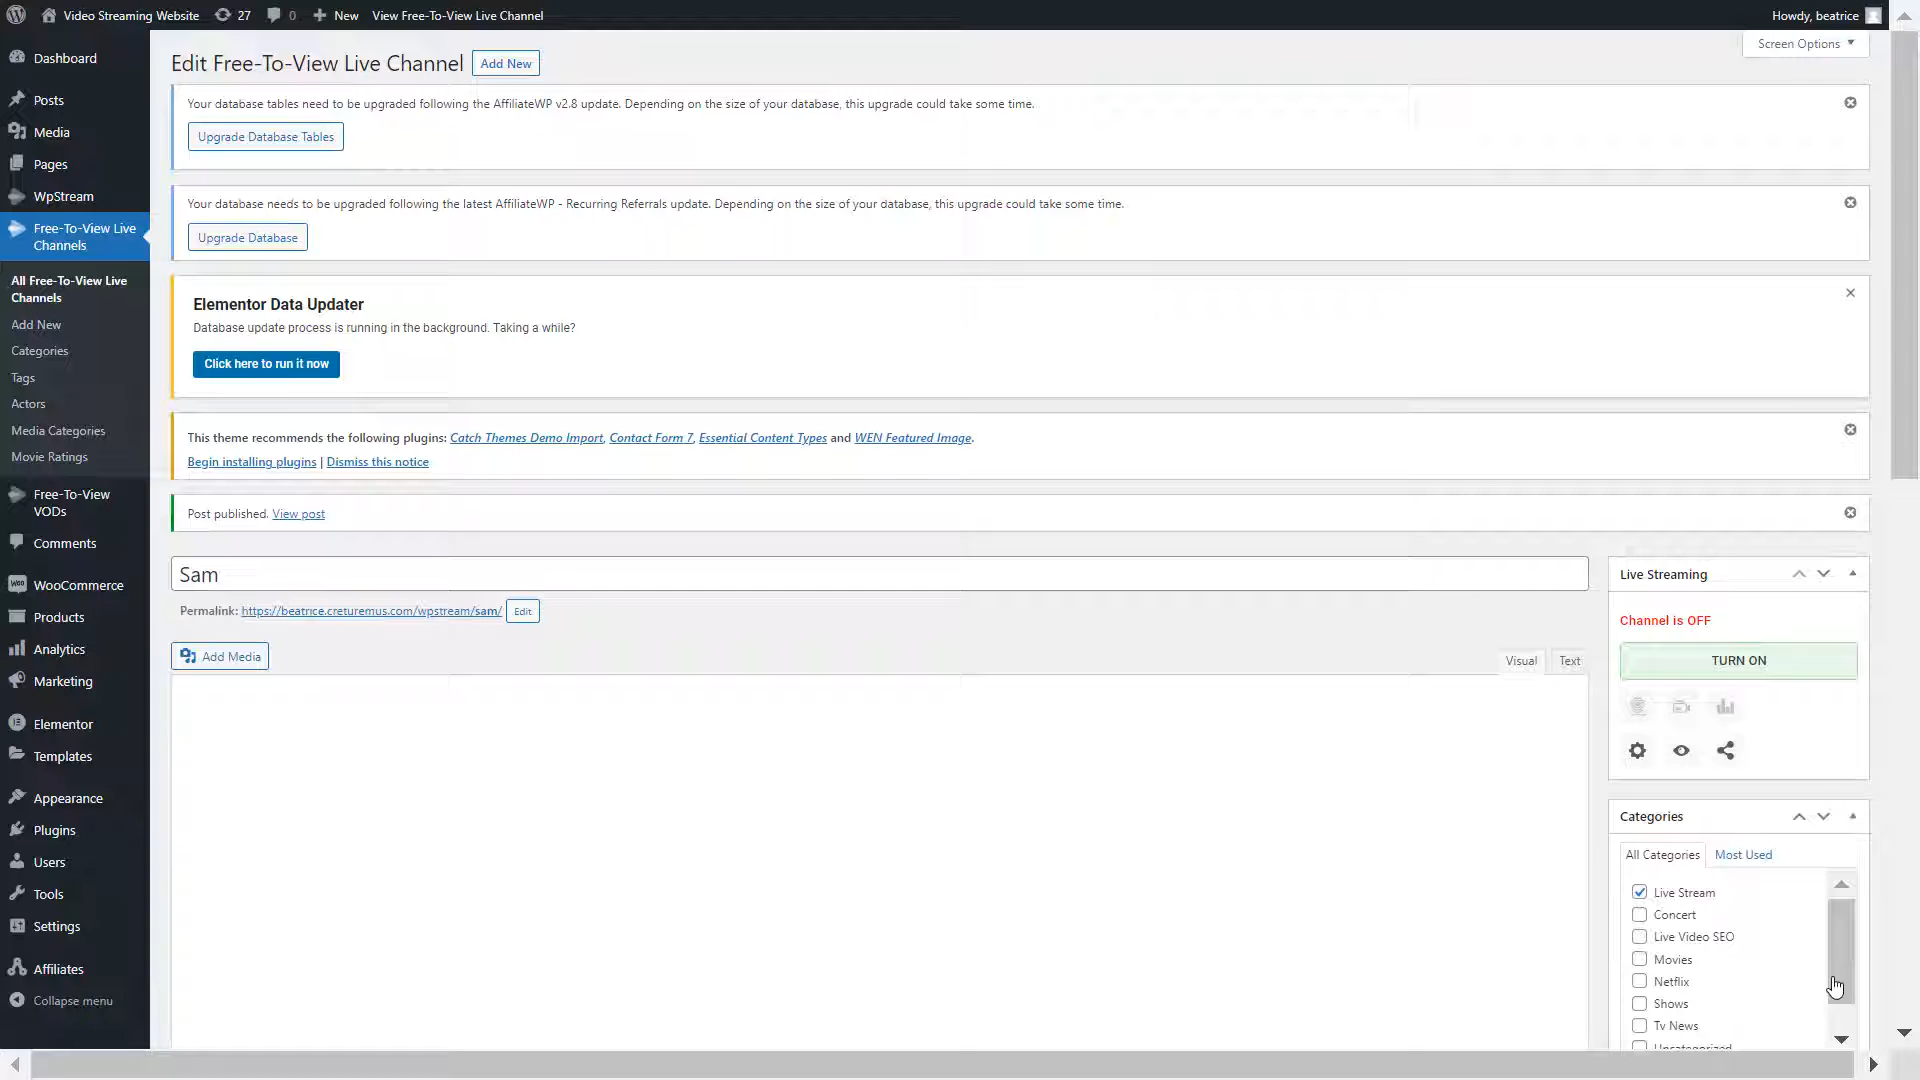 Video Streaming Website
27
0
New
View Free-To-View Live Channel
Howdy, beatrice
Dashboard
Posts
Media
Pages
WpStream
Free-To-View Live
Channels
All Free-To-View Live
Channels
Add New
Categories
Tags
Actors
Media Categories
Movie Ratings
Free-To-View
VODs
Comments
WooCommerce
Products
Analytics
Marketing
Elementor
Templates
Appearance
Plugins
Users
Tools
Settings
Affiliates
Collapse menu
Screen Options
Edit Free-To-View Live Channel
Add New
Your database tables need to be upgraded following the AffiliateWP v2.8 update. Depending on the size of your database, this upgrade could take some time.
Upgrade Database Tables
Your database needs to be upgraded following the latest AffiliateWP - Recurring Referrals update. Depending on the size of your database, this upgrade could take some time.
Upgrade Database
Elementor Data Updater
Database update process is running in the background. Taking a while?
Click here to run it now
This theme recommends the following plugins: Catch Themes Demo Import, Contact Form 7, Essential Content Types and WEN Featured Image.
Begin installing plugins | Dismiss this notice
Post published. View post
Sam
Permalink: https://beatrice.creturemus.com/wpstream/sam/ Edit
Add Media
Visual
Text
Live Streaming
Channel is OFF
TURN ON
Categories
All Categories
Most Used
Live Stream
Concert
Live Video SEO
Movies
Netflix
Shows
Tv News
Uncategorized